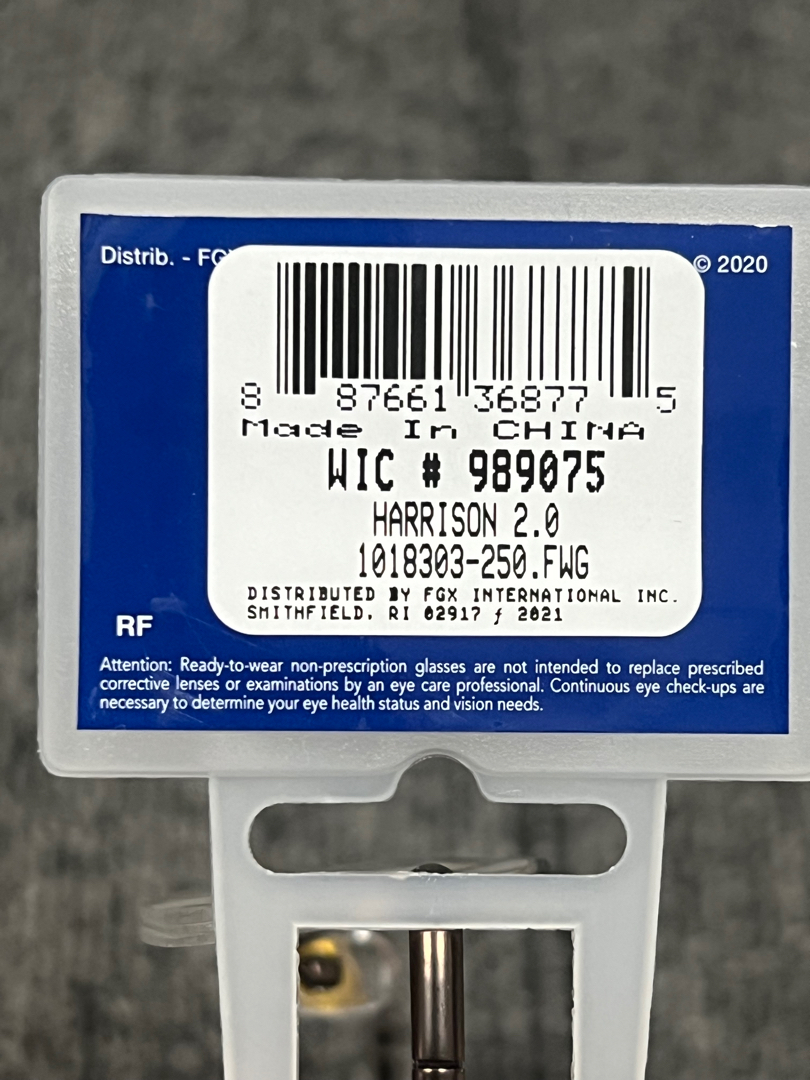 Distrib. - FG
© 2020
8 87661 36877 5
Made In CHINA
WIC # 989075
HARRISON 2.0
1018303-250.FWG
DISTRIBUTED BY FGX INTERNATIONAL INC.
SMITHFIELD, RI 02917 ƒ 2021
RF
Attention: Ready-to-wear non-prescription glasses are not intended to replace prescribed
corrective lenses or examinations by an eye care professional. Continuous eye check-ups are
necessary to determine your eye health status and vision needs.